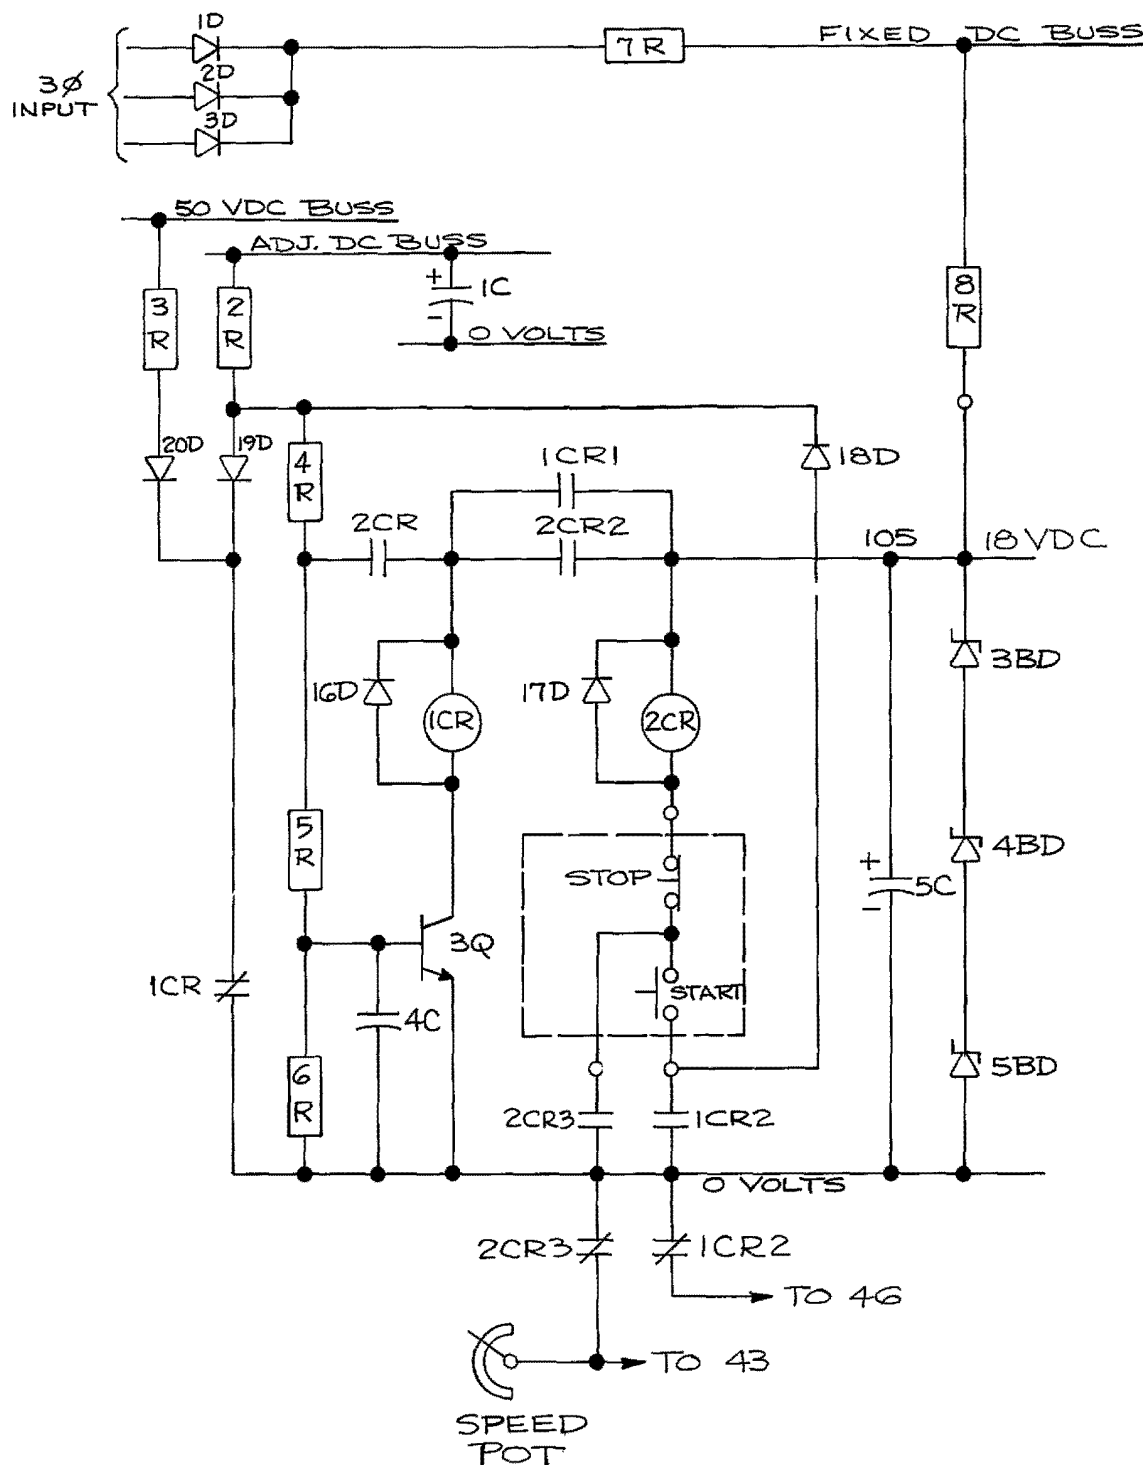 1D
7R
FIXED DC BUSS
3Ø
INPUT
2D
3D
50 VDC BUSS
ADJ. DC BUSS
+
1C
-
0 VOLTS
3
R
2
R
8
R
20D
19D
4
R
1CR1
18D
2CR
2CR2
105
18 VDC
3BD
16D
1CR
17D
2CR
5
R
4BD
+
5C
-
STOP
3Q
1CR
START
4C
6
R
5BD
2CR3
1CR2
0 VOLTS
2CR3
1CR2
TO 46
TO 43
SPEED
POT